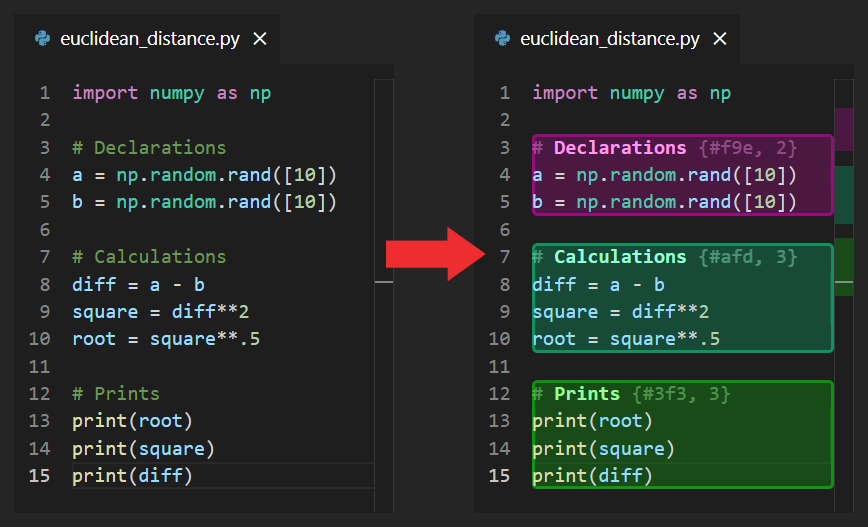 euclidean_distance.py ×
1 import numpy as np
2
3 # Declarations
4 a = np.random.rand([10])
5 b = np.random.rand([10])
6
7 # Calculations
8 diff = a - b
9 square = diff**2
10 root = square**.5
11
12 # Prints
13 print(root)
14 print(square)
15 print(diff)
euclidean_distance.py ×
1 import numpy as np
2
3 # Declarations {#f9e, 2}
4 a = np.random.rand([10])
5 b = np.random.rand([10])
6
7 # Calculations {#afd, 3}
8 diff = a - b
9 square = diff**2
10 root = square**.5
11
12 # Prints {#3f3, 3}
13 print(root)
14 print(square)
15 print(diff)